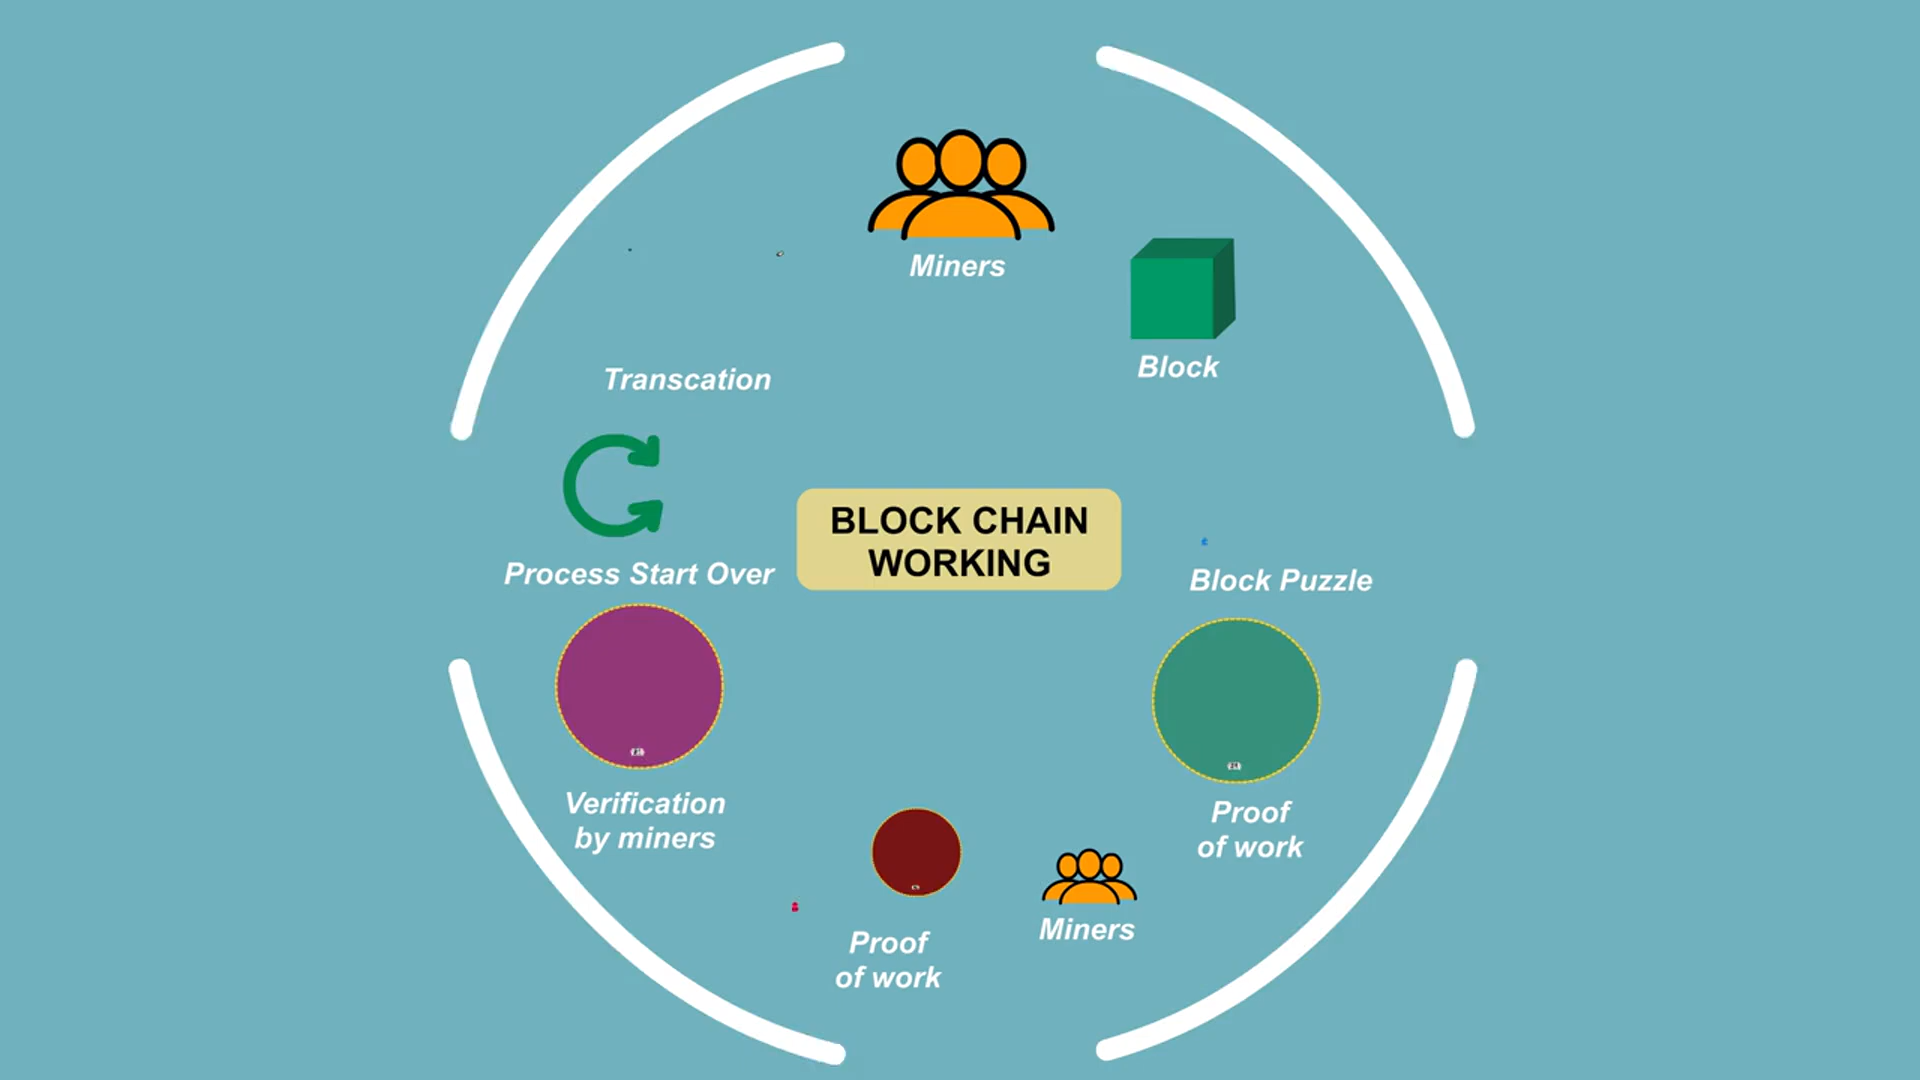 Miners
Block
Transcation
BLOCK CHAIN
WORKING
Process Start Over
Block Puzzle
Verification
by miners
Proof
of work
Miners
Proof
of work